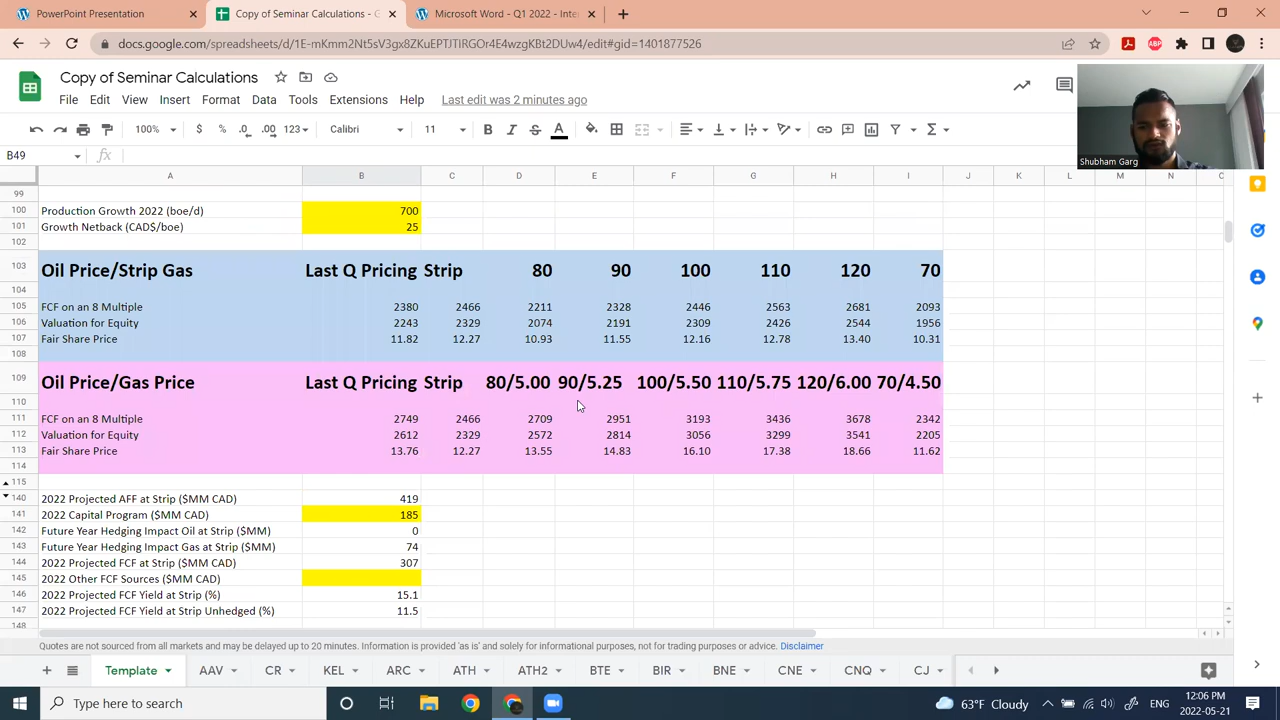 PowerPoint Presentation
Copy of Seminar Calculations -
Microsoft Word - Q1 2022 - Inter
docs.google.com/spreadsheets/d/1E-mKmm2Nt5sV3gx8ZKvEPTDTLRGOr4E4wzgKn2DUw4/edit#gid=1401877526
Copy of Seminar Calculations
File Edit View Insert Format Data Tools Extensions Help Last edit was 2 minutes ago
100% $ % .0 .00 123 Calibri 11 B I S A
Shubham Garg
B49 fx
A B C D E F G H I J K L M N C
99
100 Production Growth 2022 (boe/d) 700
101 Growth Netback (CAD$/boe) 25
102
103 Oil Price/Strip Gas Last Q Pricing Strip 80 90 100 110 120 70
104
105 FCF on an 8 Multiple 2380 2466 2211 2328 2446 2563 2681 2093
106 Valuation for Equity 2243 2329 2074 2191 2309 2426 2544 1956
107 Fair Share Price 11.82 12.27 10.93 11.55 12.16 12.78 13.40 10.31
108
109 Oil Price/Gas Price Last Q Pricing Strip 80/5.00 90/5.25 100/5.50 110/5.75 120/6.00 70/4.50
110
111 FCF on an 8 Multiple 2749 2466 2709 2951 3193 3436 3678 2342
112 Valuation for Equity 2612 2329 2572 2814 3056 3299 3541 2205
113 Fair Share Price 13.76 12.27 13.55 14.83 16.10 17.38 18.66 11.62
114
115
140 2022 Projected AFF at Strip ($MM CAD) 419
141 2022 Capital Program ($MM CAD) 185
142 Future Year Hedging Impact Oil at Strip ($MM) 0
143 Future Year Hedging Impact Gas at Strip ($MM) 74
144 2022 Projected FCF at Strip ($MM CAD) 307
145 2022 Other FCF Sources ($MM CAD)
146 2022 Projected FCF Yield at Strip (%) 15.1
147 2022 Projected FCF Yield at Strip Unhedged (%) 11.5
148
Quotes are not sourced from all markets and may be delayed up to 20 minutes. Information is provided 'as is' and solely for informational purposes, not for trading purposes or advice. Disclaimer
Template AAV CR KEL ARC ATH ATH2 BTE BIR BNE CNE CNQ CJ
Type here to search
63°F Cloudy ENG 12:06 PM
2022-05-21